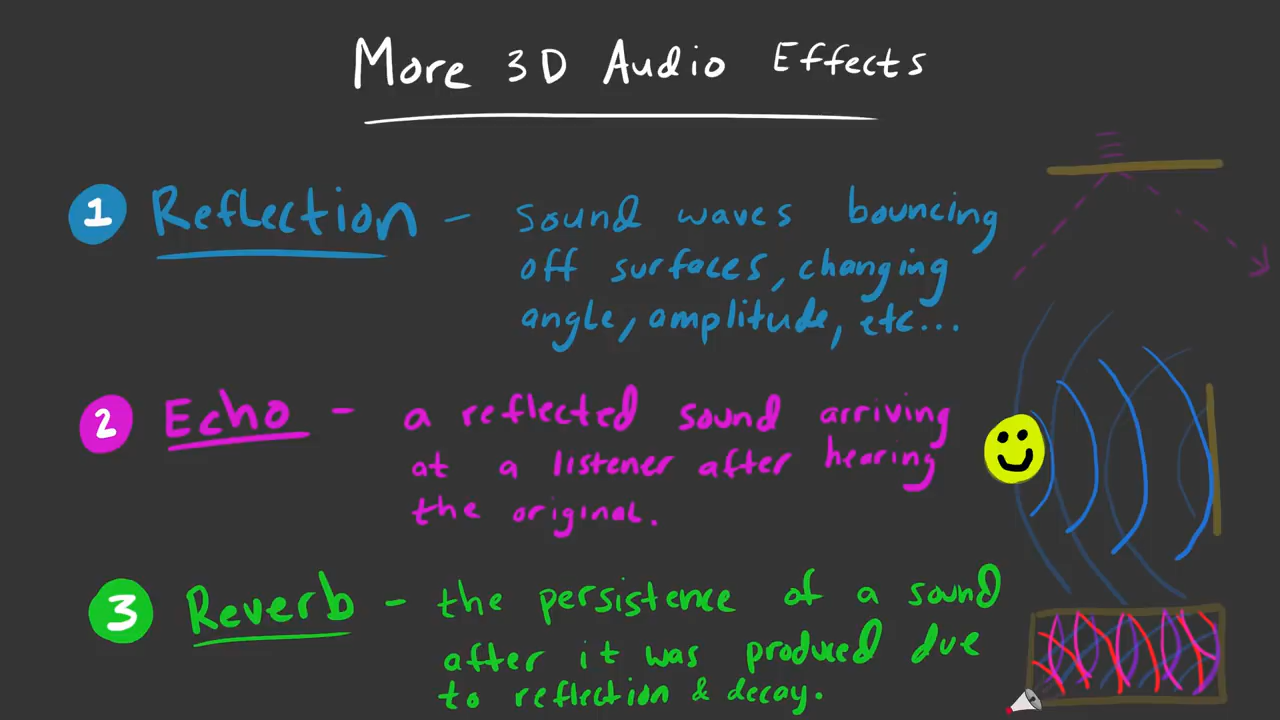 More 3D Audio Effects
1 Reflection - sound waves bouncing
off surfaces, changing
angle, amplitude, etc...
2 Echo - a reflected sound arriving
at a listener after hearing
the original.
3 Reverb - the persistence of a sound
after it was produced due
to reflection & decay.